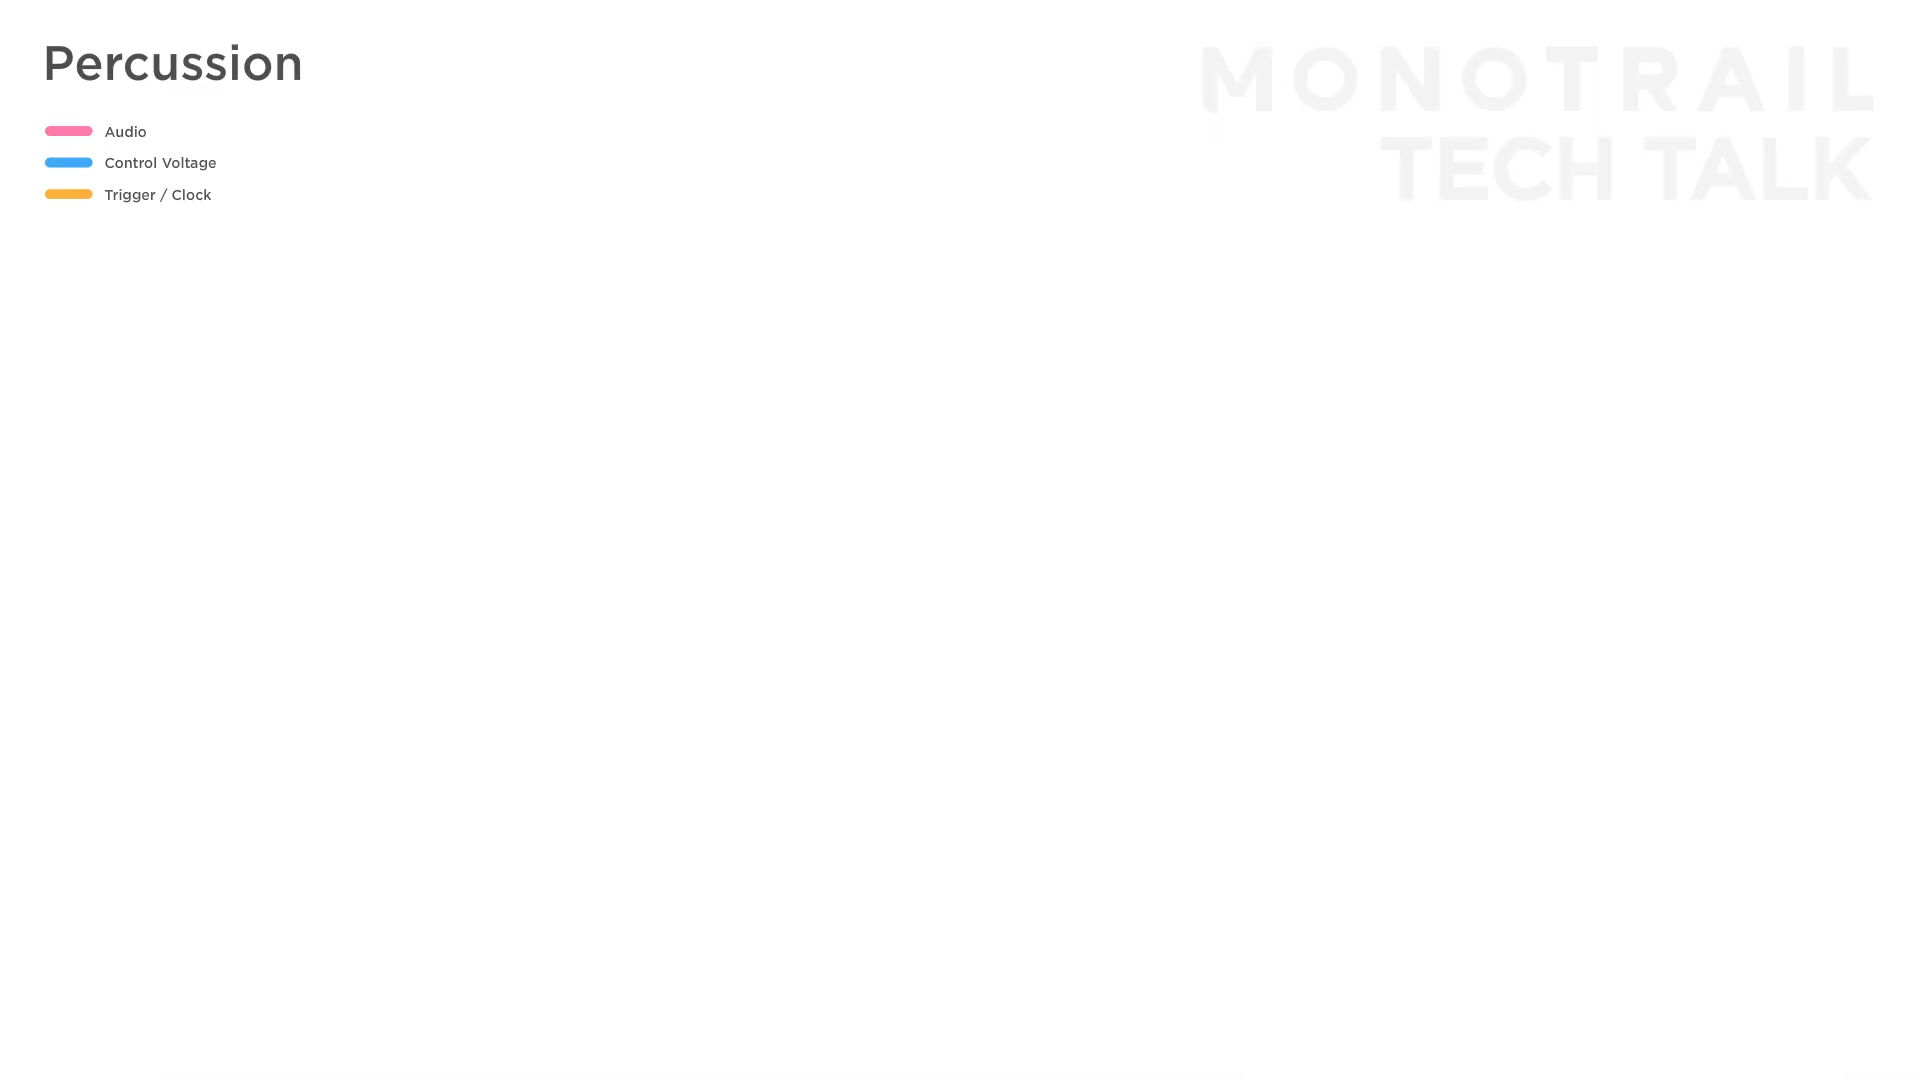 Percussion
Audio
Control Voltage
Trigger / Clock
MONOTRAIL
TECH TALK